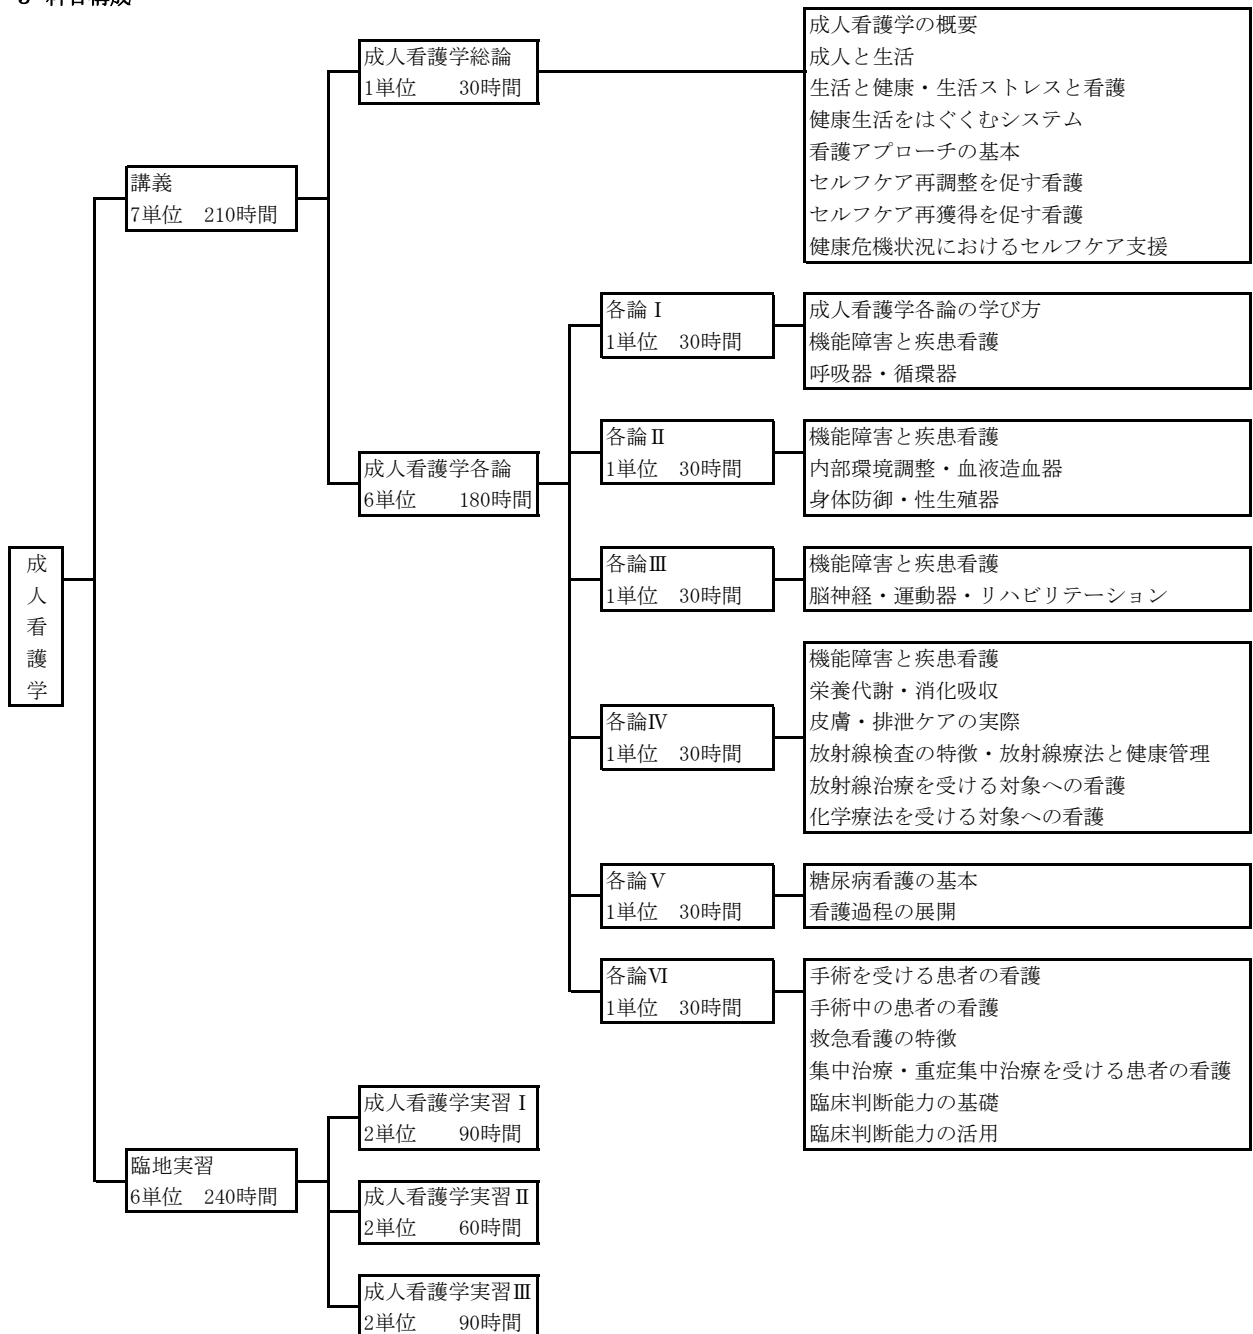 成人看護学
講義
7単位 210時間
成人看護学総論
1単位 30時間
成人看護学の概要
成人と生活
生活と健康・生活ストレスと看護
健康生活をはぐくむシステム
看護アプローチの基本
セルフケア再調整を促す看護
セルフケア再獲得を促す看護
健康危機状況におけるセルフケア支援
成人看護学各論
6単位 180時間
各論Ⅰ
1単位 30時間
成人看護学各論の学び方
機能障害と疾患看護
呼吸器・循環器
各論Ⅱ
1単位 30時間
機能障害と疾患看護
内部環境調整・血液造血器
身体防御・性生殖器
各論Ⅲ
1単位 30時間
機能障害と疾患看護
脳神経・運動器・リハビリテーション
各論Ⅳ
1単位 30時間
機能障害と疾患看護
栄養代謝・消化吸収
皮膚・排泄ケアの実際
放射線検査の特徴・放射線療法と健康管理
放射線治療を受ける対象への看護
化学療法を受ける対象への看護
各論Ⅴ
1単位 30時間
糖尿病看護の基本
看護過程の展開
各論Ⅵ
1単位 30時間
手術を受ける患者の看護
手術中の患者の看護
救急看護の特徴
集中治療・重症集中治療を受ける患者の看護
臨床判断能力の基礎
臨床判断能力の活用
臨地実習
6単位 240時間
成人看護学実習Ⅰ
2単位 90時間
成人看護学実習Ⅱ
2単位 60時間
成人看護学実習Ⅲ
2単位 90時間